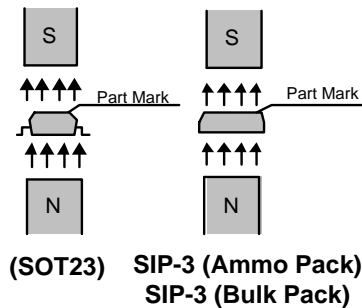 S
S
Part Mark
Part Mark
N
N
(SOT23)
SIP-3 (Ammo Pack)
SIP-3 (Bulk Pack)